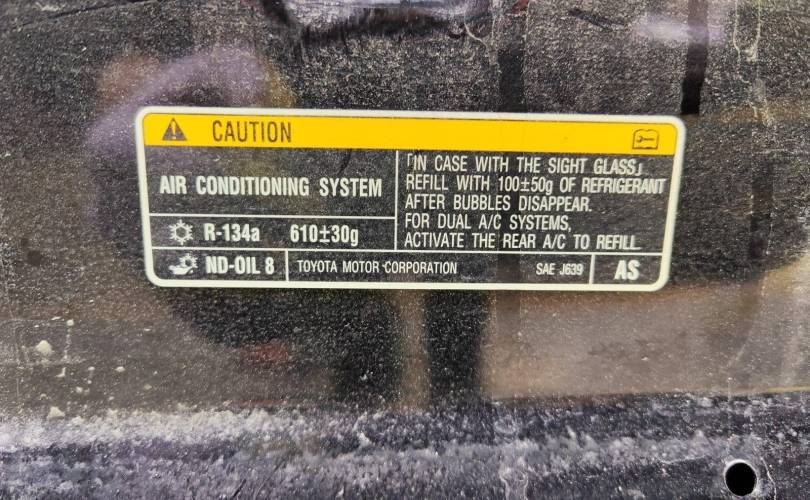 CAUTION
AIR CONDITIONING SYSTEM
R-134a 610±30g
ND-OIL 8
TOYOTA MOTOR CORPORATION
「IN CASE WITH THE SIGHT GLASS」
REFILL WITH 100±50g OF REFRIGERANT
AFTER BUBBLES DISAPPEAR.
FOR DUAL A/C SYSTEMS,
ACTIVATE THE REAR A/C TO REFILL.
SAE J639
AS